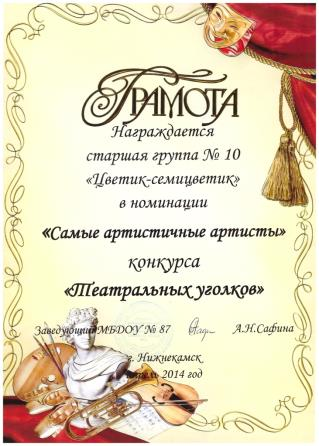 ГРАМОТА
Награждается
старшая группа № 10
«Цветик-семицветик»
в номинации
«Самые артистичные артисты»
конкурса
«Театральных уголков»
Заведующий МБДОУ № 87 А.Н.Сафина
г. Нижнекамск
2014 год